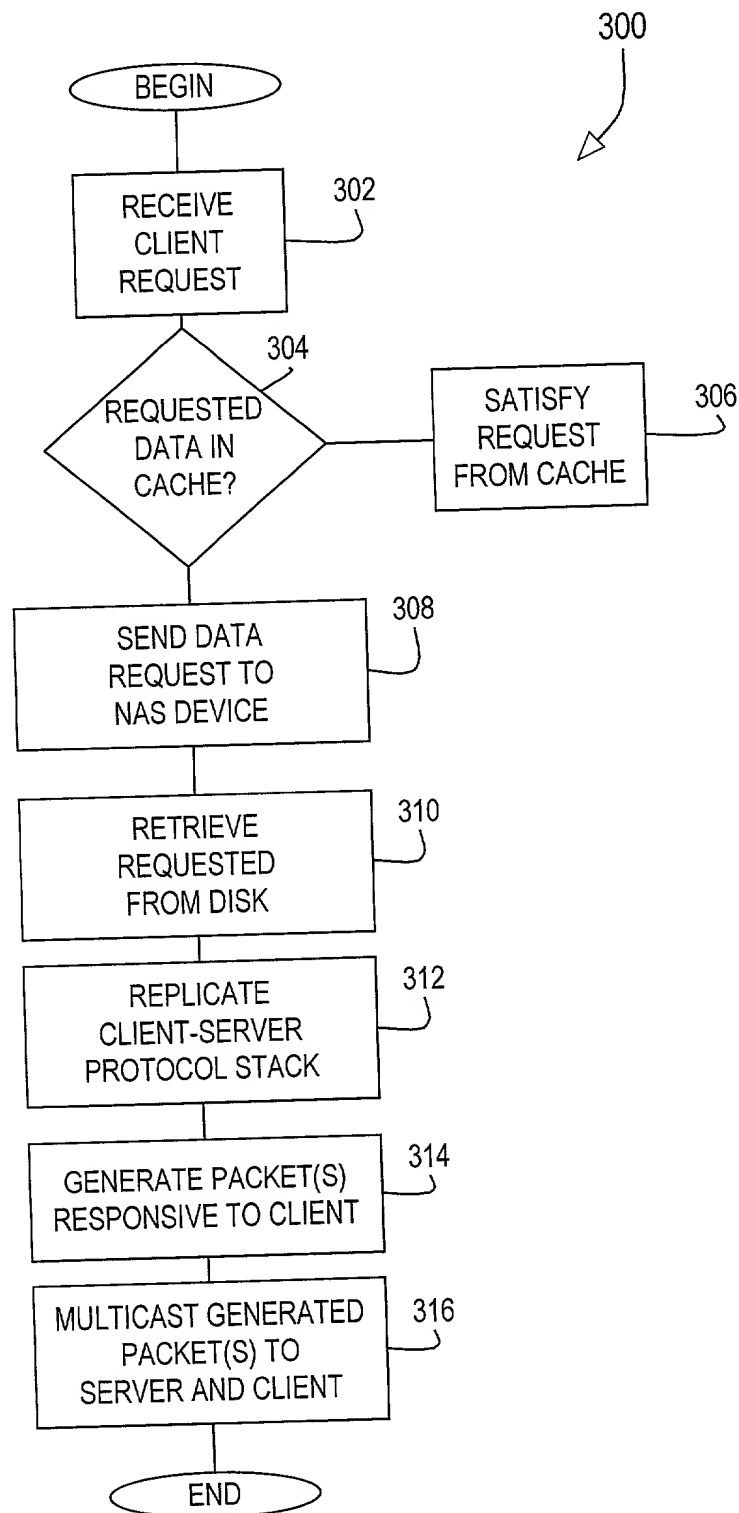 300
BEGIN
RECEIVE
CLIENT
REQUEST
302
304
REQUESTED
DATA IN
CACHE?
SATISFY
REQUEST
FROM CACHE
306
SEND DATA
REQUEST TO
NAS DEVICE
308
RETRIEVE
REQUESTED
FROM DISK
310
REPLICATE
CLIENT-SERVER
PROTOCOL STACK
312
GENERATE PACKET(S)
RESPONSIVE TO CLIENT
314
MULTICAST GENERATED
PACKET(S) TO
SERVER AND CLIENT
316
END